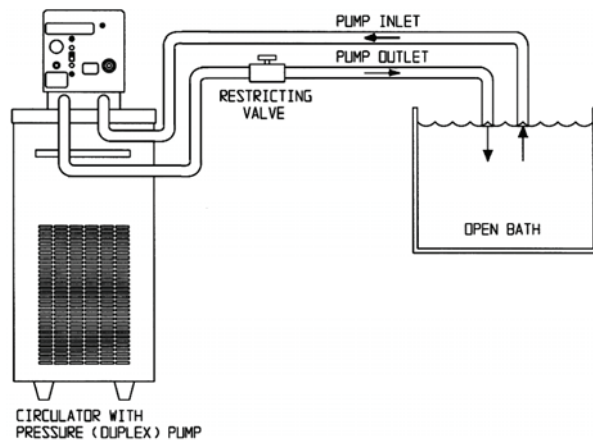 PUMP INLET
PUMP OUTLET
RESTRICTING
VALVE
OPEN BATH
CIRCULATOR WITH
PRESSURE (DUPLEX) PUMP